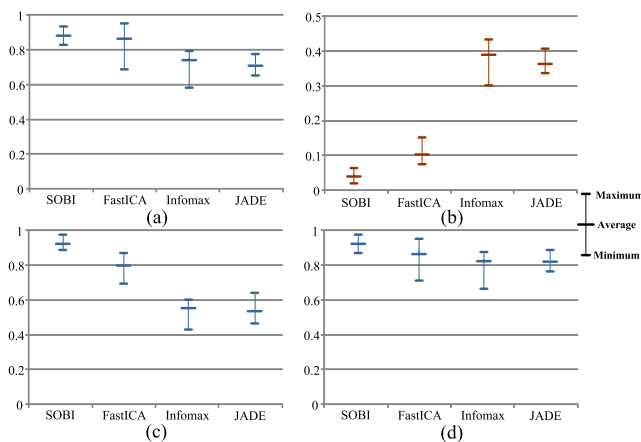 1
0.8
0.6
0.4
0.2
0
SOBI FastICA Infomax JADE
(a)
0.5
0.4
0.3
0.2
0.1
0
SOBI FastICA Infomax JADE
(b)
Maximum
Average
Minimum
1
0.8
0.6
0.4
0.2
0
SOBI FastICA Infomax JADE
(c)
1
0.8
0.6
0.4
0.2
0
SOBI FastICA Infomax JADE
(d)